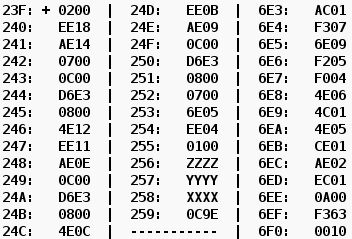 23F: + 0200 | 24D: EE0B | 6E3: AC01
240: EE18 | 24E: AE09 | 6E4: F307
241: AE14 | 24F: 0C00 | 6E5: 6E09
242: 0700 | 250: D6E3 | 6E6: F205
243: 0C00 | 251: 0800 | 6E7: F004
244: D6E3 | 252: 0700 | 6E8: 4E06
245: 0800 | 253: 6E05 | 6E9: 4C01
246: 4E12 | 254: EE04 | 6EA: 4E05
247: EE11 | 255: 0100 | 6EB: CE01
248: AE0E | 256: ZZZZ | 6EC: AE02
249: 0C00 | 257: YYYY | 6ED: EC01
24A: D6E3 | 258: XXXX | 6EE: 0A00
24B: 0800 | 259: 0C9E | 6EF: F363
24C: 4E0C | ----------- | 6F0: 0010